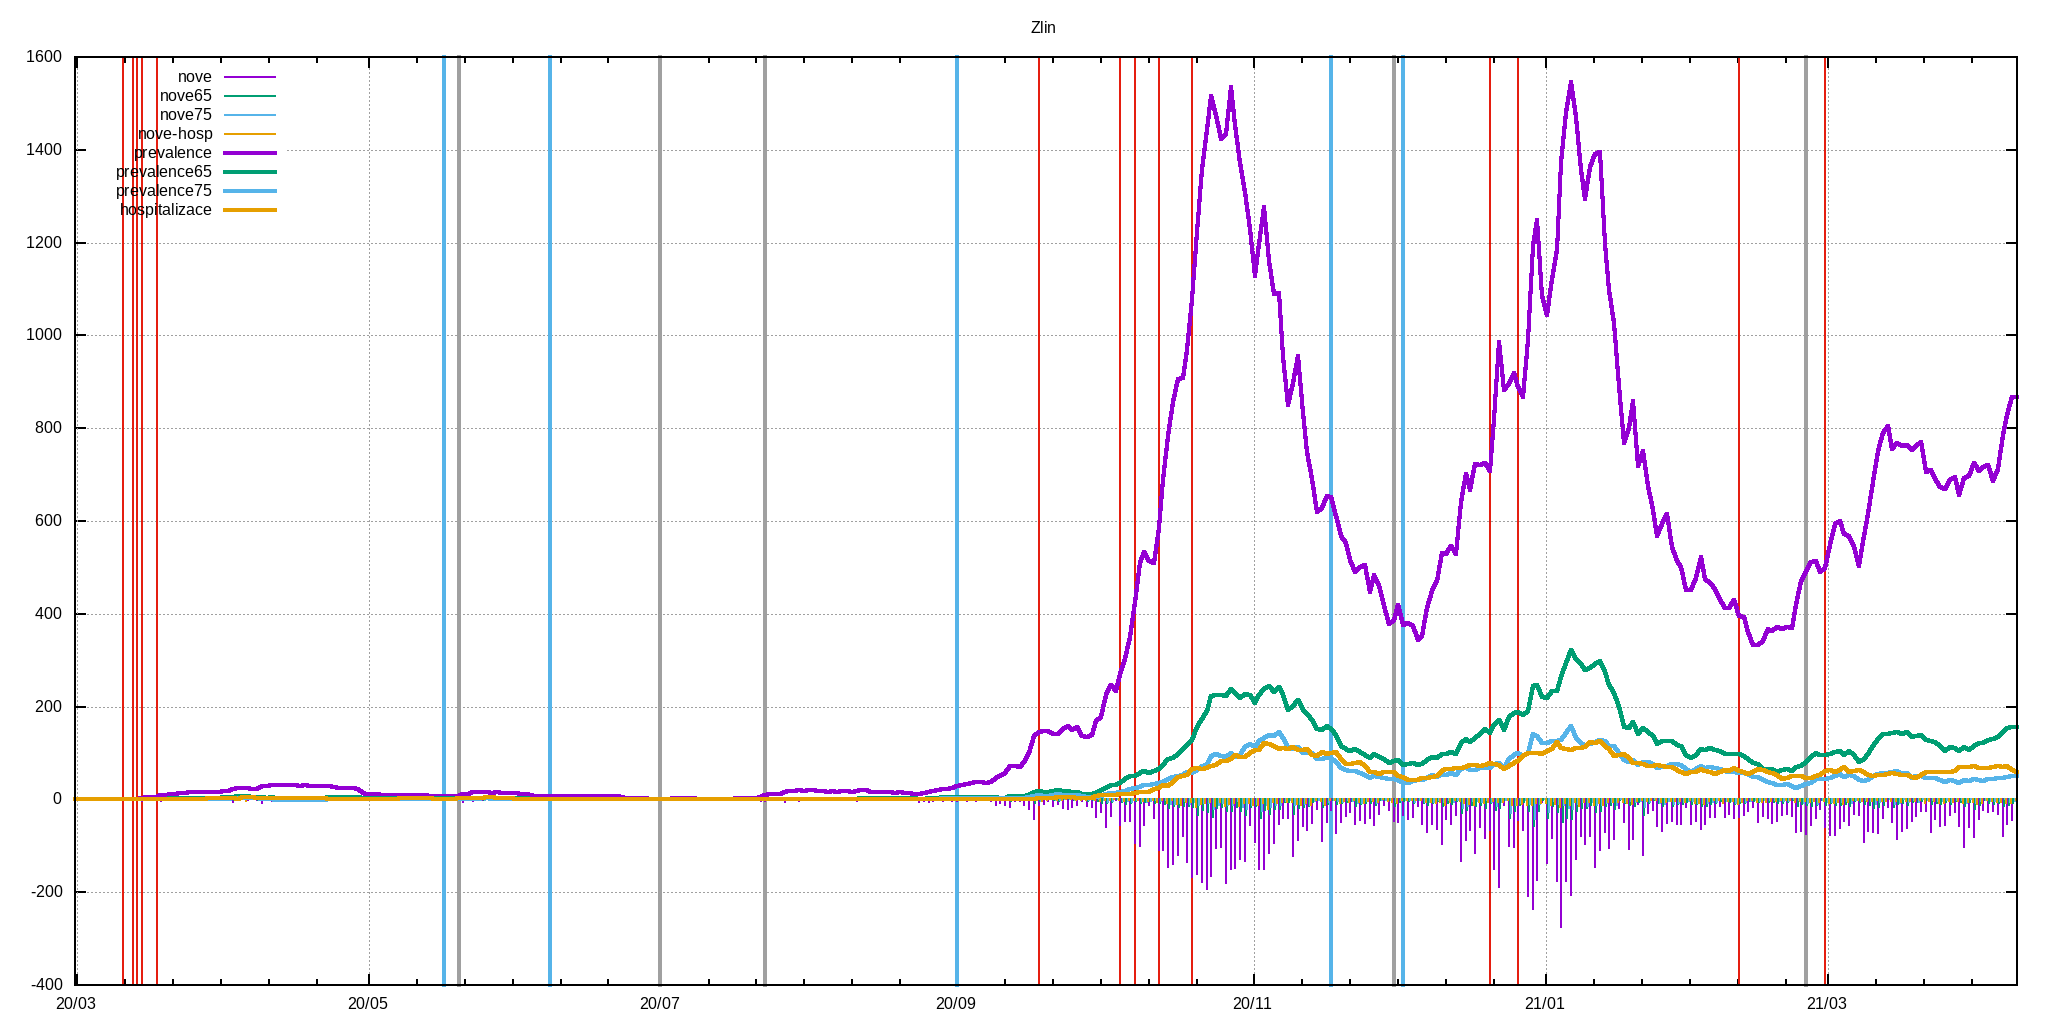 Zlin
1600
nove
nove65
nove75
nove-hosp
1400
prevalence
prevalence65
prevalence75
hospitalizace
1200
1000
800
600
400
200
0
-200
-400
20/03 20/05 20/07 20/09 20/11 21/01 21/03